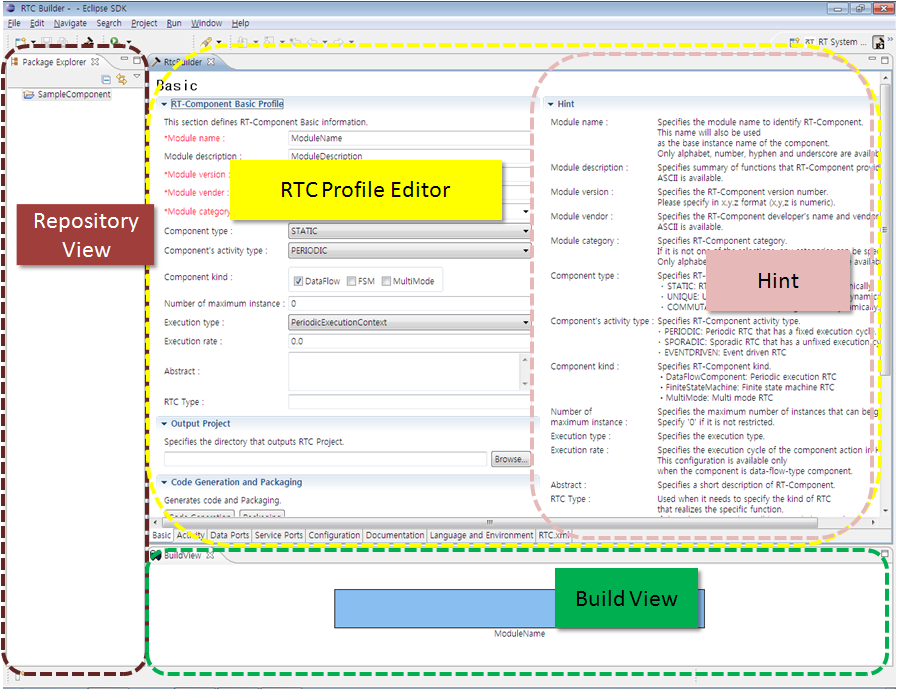 RTC Builder - - Eclipse SDK
File Edit Navigate Search Project Run Window Help
RT System ...
Package Explorer
SampleComponent
RtcBuilder
Basic
RT-Component Basic Profile
This section defines RT-Component Basic information.
*Module name : ModuleName
Module description : ModuleDescription
*Module version
*Module vender
*Module category
Component type : STATIC
Component's activity type : PERIODIC
Component kind : DataFlow FSM MultiMode
Number of maximum instance : 0
Execution type : PeriodicExecutionContext
Execution rate : 0.0
Abstract :
RTC Type :
Output Project
Specifies the directory that outputs RTC Project.
Browse...
Code Generation and Packaging
Generates code and Packaging.
Code Generation Packaging
Hint
Module name : Specifies the module name to identify RT-Component.
This name will also be used
as the base instance name of the component.
Only alphabet, number, hyphen and underscore are
Module description : Specifies summary of functions that RT-Component
ASCII is available.
Module version : Specifies the RT-Component version number.
Please specify in x.y.z format (x,y,z is numeric).
Module vendor : Specifies the RT-Component developer's name and vendor
ASCII is available.
Module category : Specifies RT-Component category.
If it is not one of the
Only
Component type : Specifies
・STATIC:
・UNIQUE:
・
Component's activity type : Specifies RT-Component activity type.
・PERIODIC: Periodic RTC that has a fixed execution
・SPORADIC: Sporadic RTC that has a unfixed execution
・EVENTDRIVEN: Event driven RTC
Component kind : Specifies RT-Component kind.
・DataFlowComponent: Periodic execution RTC
・FiniteStateMachine: Finite state machine RTC
・MultiMode: Multi mode RTC
Number of
maximum instance : Specifies the maximum number of instances that can be
Specify '0' if it is not restricted.
Execution type : Specifies the execution type.
Execution rate : Specifies the execution cycle of the component action in
This configuration is available only
when the component is data-flow-type component.
Abstract : Specifies a short description of RT-Component.
RTC Type : Used when it needs to specify the kind of RTC
that realizes the specific function.
Basic Activity Data Ports Service Ports Configuration Documentation Language and Environment RTC.xml
BuildView
ModuleName
Repository
View
RTC Profile Editor
Hint
Build View